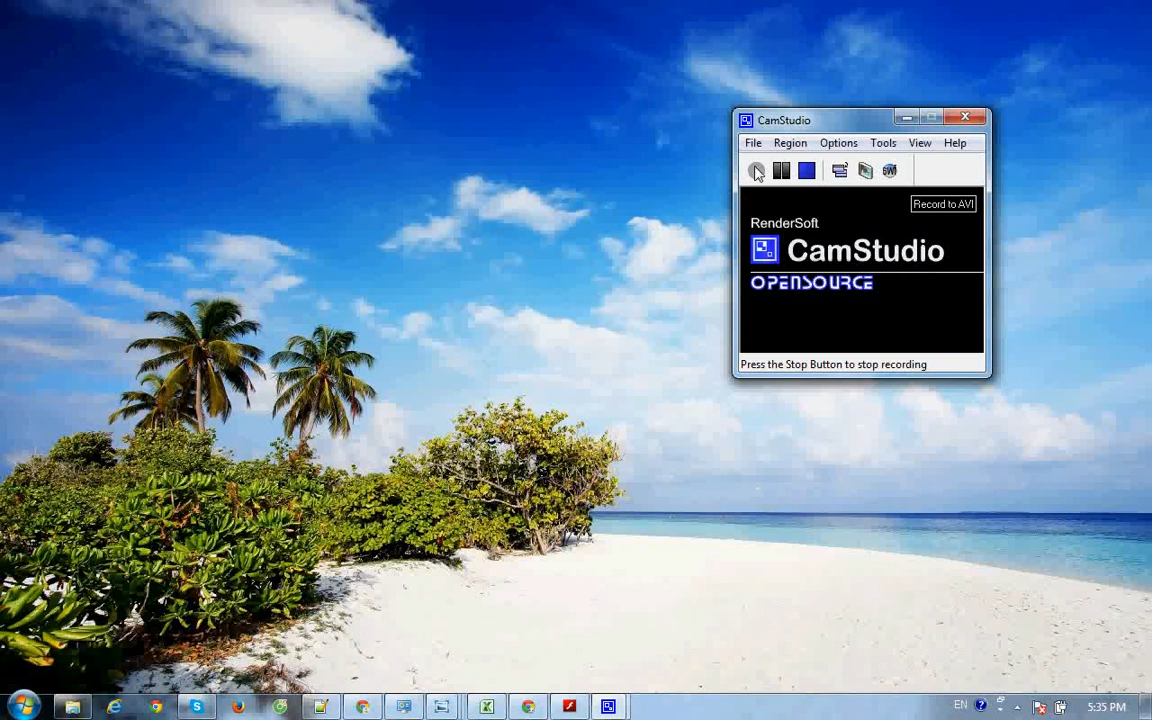 CamStudio
File Region Options Tools View Help
Record to AVI
RenderSoft
CamStudio
OPENSOURCE
Press the Stop Button to stop recording
EN
5:35 PM